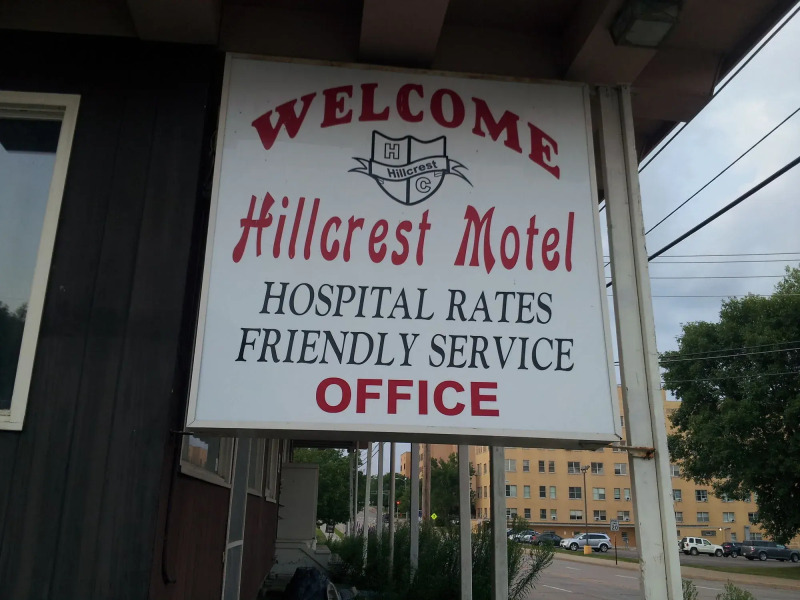 WELCOME
H
Hillcrest
C
Hillcrest Motel
HOSPITAL RATES
FRIENDLY SERVICE
OFFICE